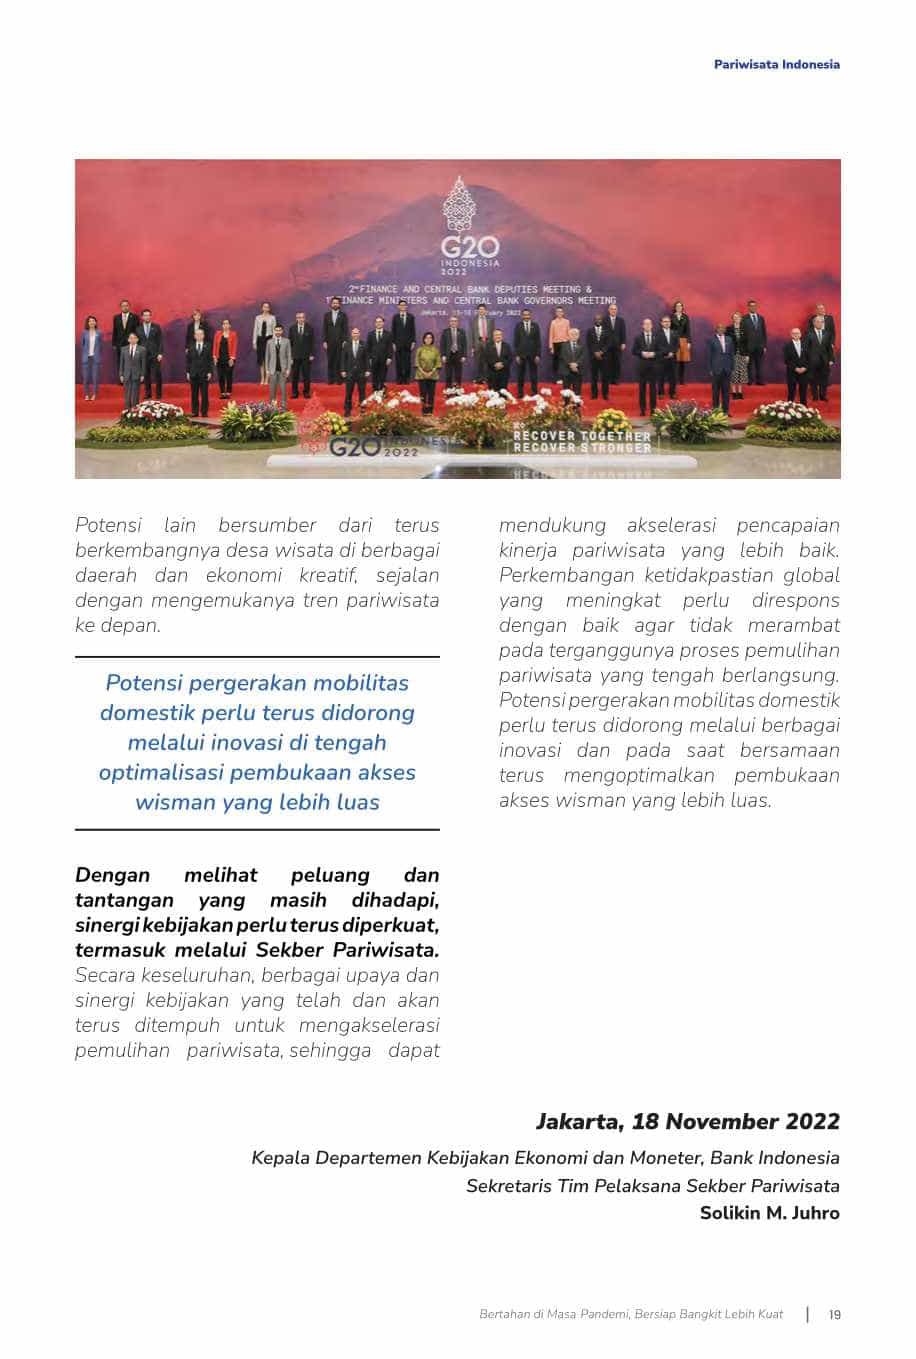 Pariwisata Indonesia
G20
INDONESIA
2022
2nd FINANCE AND CENTRAL BANK DEPUTIES MEETING &
1st FINANCE MINISTERS AND CENTRAL BANK GOVERNORS MEETING
Jakarta, 15-18 February 2022
G20 INDONESIA
2022
RECOVER TOGETHER
RECOVER STRONGER
Potensi lain bersumber dari terus
berkembangnya desa wisata di berbagai
daerah dan ekonomi kreatif, sejalan
dengan mengemukanya tren pariwisata
ke depan.
Potensi pergerakan mobilitas
domestik perlu terus didorong
melalui inovasi di tengah
optimalisasi pembukaan akses
wisman yang lebih luas
Dengan melihat peluang dan
tantangan yang masih dihadapi,
sinergi kebijakan perlu terus diperkuat,
termasuk melalui Sekber Pariwisata.
Secara keseluruhan, berbagai upaya dan
sinergi kebijakan yang telah dan akan
terus ditempuh untuk mengakselerasi
pemulihan pariwisata, sehingga dapat
mendukung akselerasi pencapaian
kinerja pariwisata yang lebih baik.
Perkembangan ketidakpastian global
yang meningkat perlu direspons
dengan baik agar tidak merambat
pada terganggunya proses pemulihan
pariwisata yang tengah berlangsung.
Potensi pergerakan mobilitas domestik
perlu terus didorong melalui berbagai
inovasi dan pada saat bersamaan
terus mengoptimalkan pembukaan
akses wisman yang lebih luas.
Jakarta, 18 November 2022
Kepala Departemen Kebijakan Ekonomi dan Moneter, Bank Indonesia
Sekretaris Tim Pelaksana Sekber Pariwisata
Solikin M. Juhro
Bertahan di Masa Pandemi, Bersiap Bangkit Lebih Kuat | 19